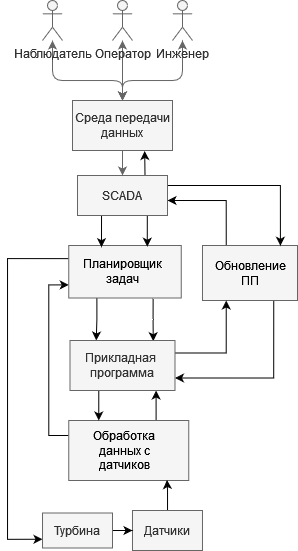 Наблюдатель Оператор Инженер
Среда передачи
данных
SCADA
Планировщик
задач
Обновление
ПП
Прикладная
программа
Обработка
данных с
датчиков
Турбина
Датчики